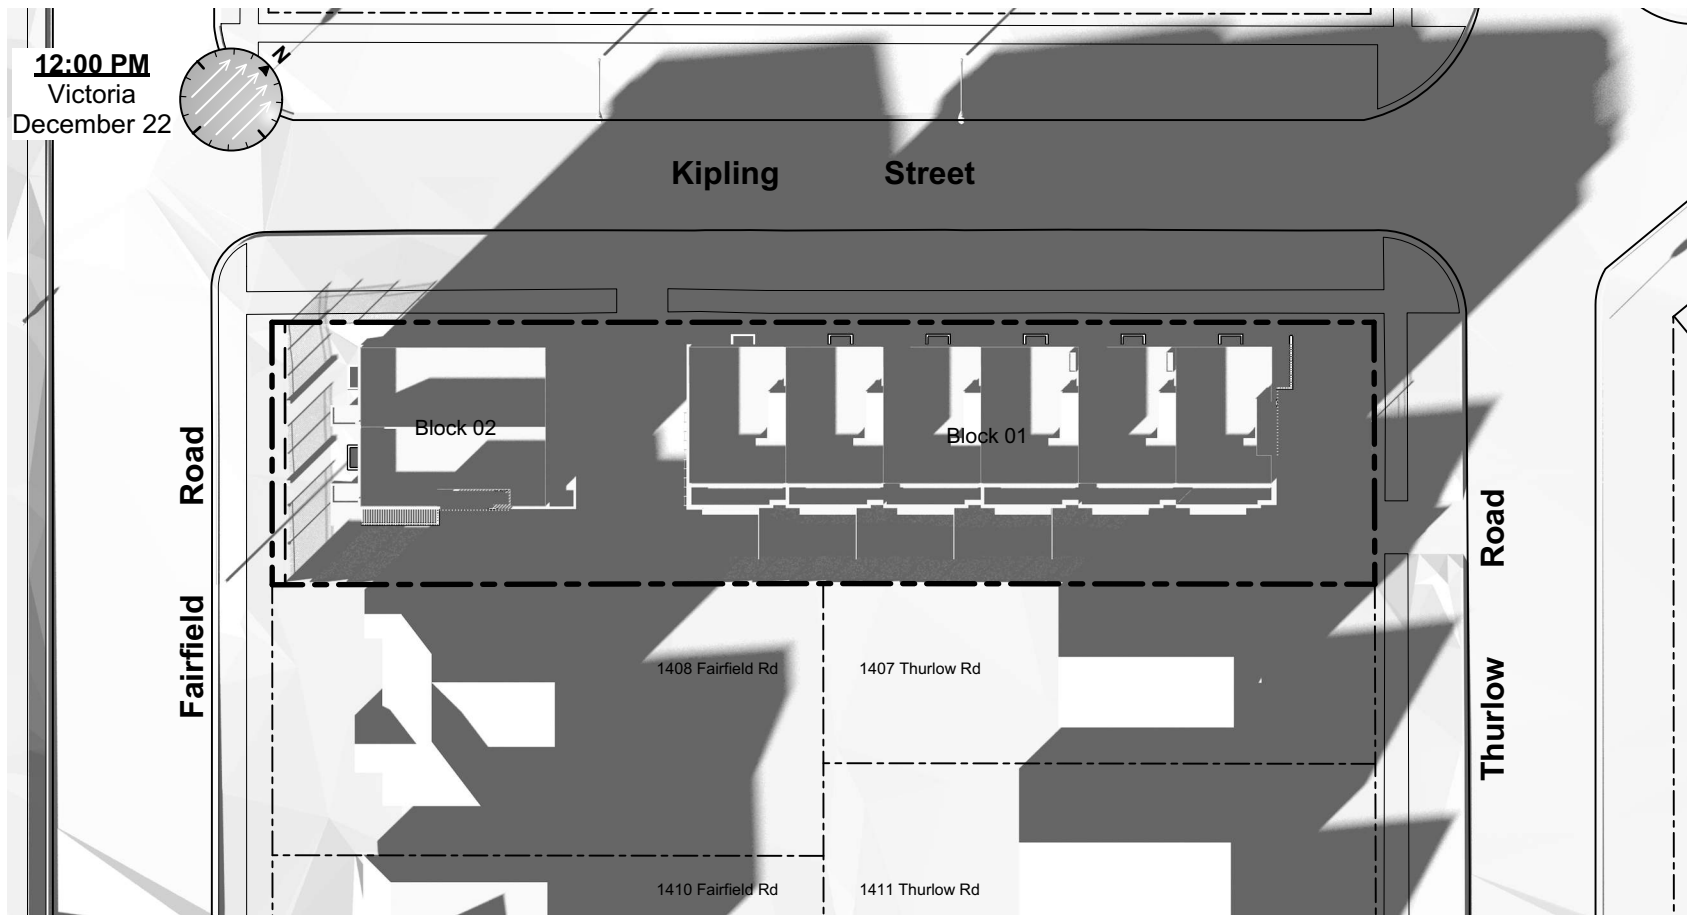 12:00 PM
Victoria
December 22
N
Kipling Street
Block 02
Block 01
Road
Fairfield
Road
Thurlow
1408 Fairfield Rd
1407 Thurlow Rd
1410 Fairfield Rd
1411 Thurlow Rd